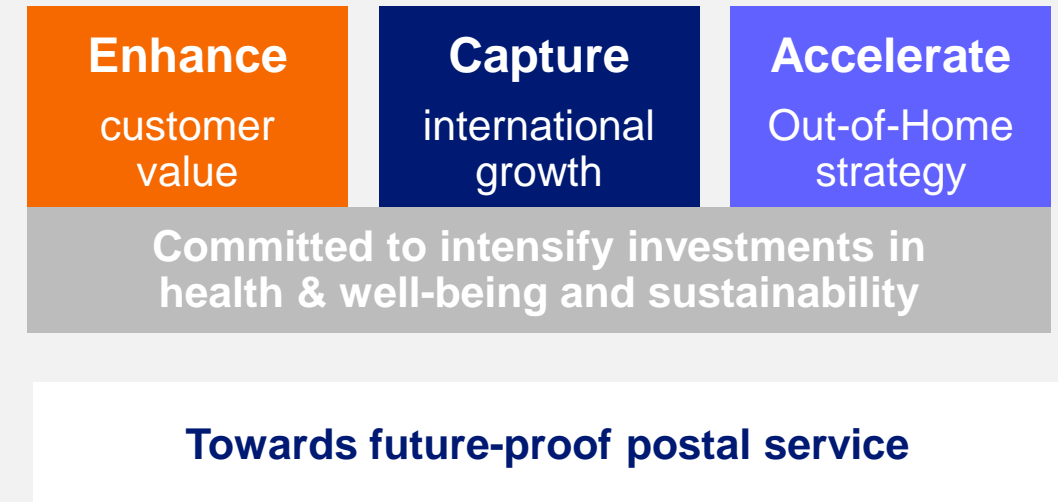 Enhance
customer
value
Capture
international
growth
Accelerate
Out-of-Home
strategy
Committed to intensify investments in
health & well-being and sustainability
Towards future-proof postal service